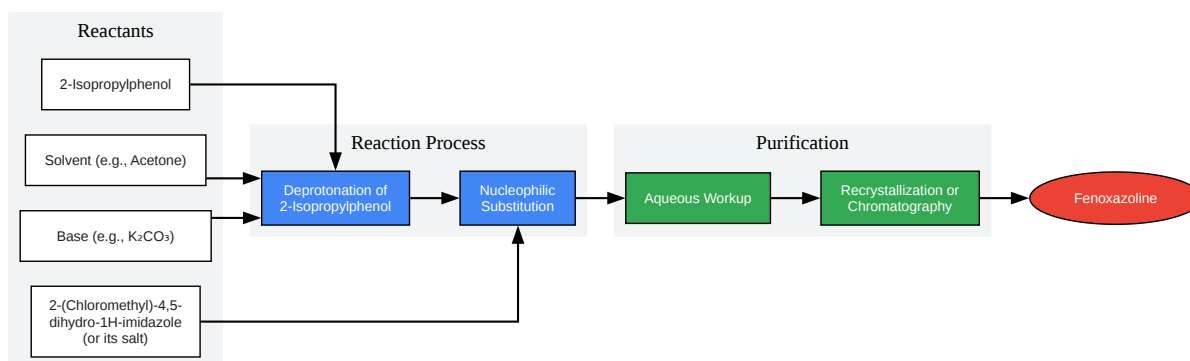 Reactants
2-Isopropylphenol
Solvent (e.g., Acetone)
Base (e.g., K₂CO₃)
2-(Chloromethyl)-4,5-
dihydro-1H-imidazole
(or its salt)
Reaction Process
Deprotonation of
2-Isopropylphenol
Nucleophilic
Substitution
Purification
Aqueous Workup
Recrystallization or
Chromatography
Fenoxazoline